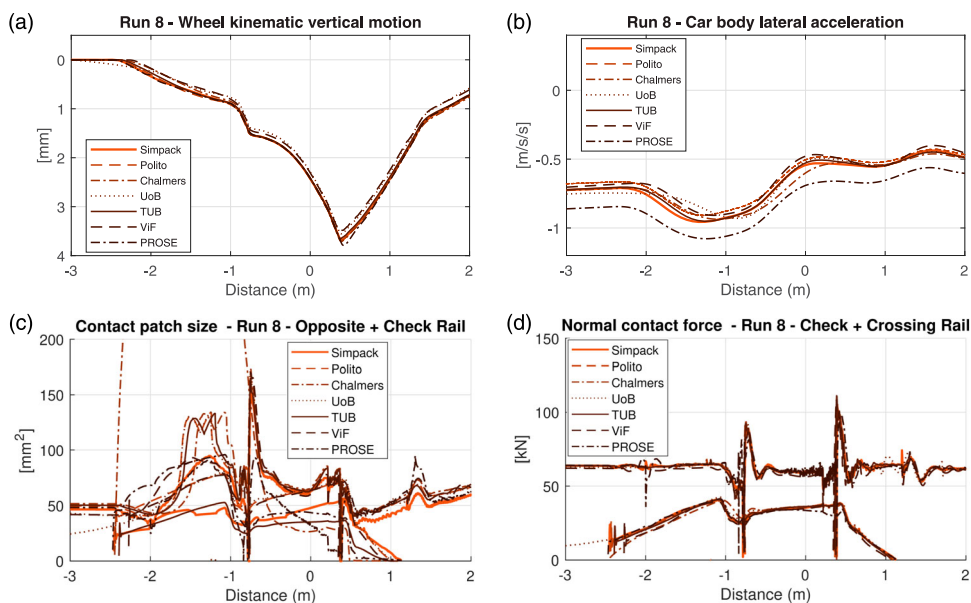 (a)
Run 8 - Wheel kinematic vertical motion
[mm]
0
1
2
3
4
Simpack
Polito
Chalmers
UoB
TUB
ViF
PROSE
-3
-2
-1
0
1
2
Distance (m)
(b)
Run 8 - Car body lateral acceleration
[m/s/s]
0
-0.5
-1
Simpack
Polito
Chalmers
UoB
TUB
ViF
PROSE
-3
-2
-1
0
1
2
Distance (m)
(c)
Contact patch size - Run 8 - Opposite + Check Rail
[mm²]
200
150
100
50
0
Simpack
Polito
Chalmers
UoB
TUB
ViF
PROSE
-3
-2
-1
0
1
2
Distance (m)
(d)
Normal contact force - Run 8 - Check + Crossing Rail
[kN]
150
100
50
0
Simpack
Polito
Chalmers
UoB
TUB
ViF
PROSE
-3
-2
-1
0
1
2
Distance (m)